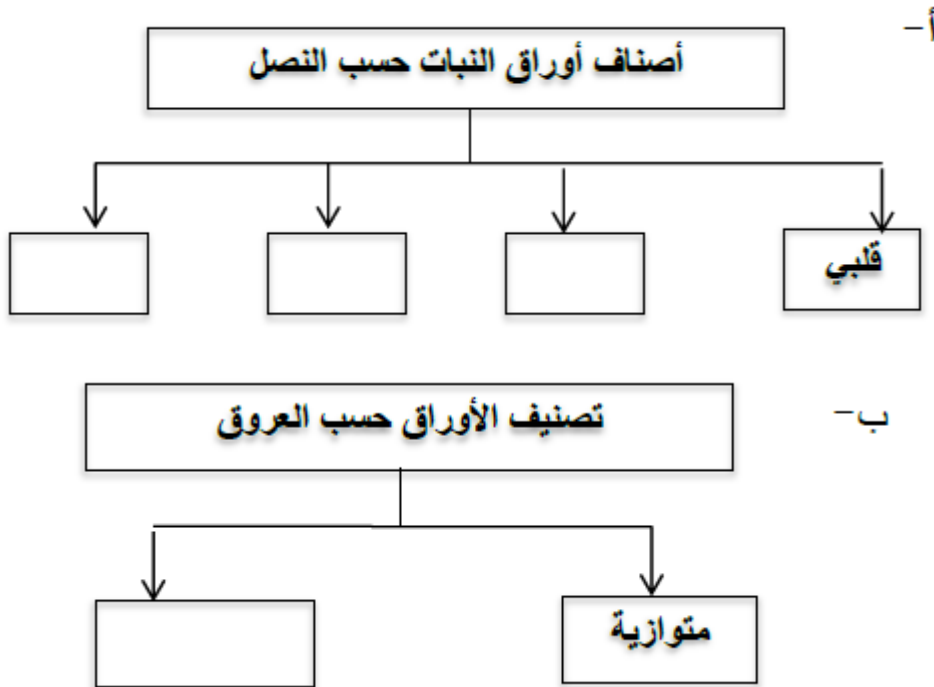 أ-
أصناف أوراق النبات حسب النصل
قلبي
ب-
تصنيف الأوراق حسب العروق
متوازية